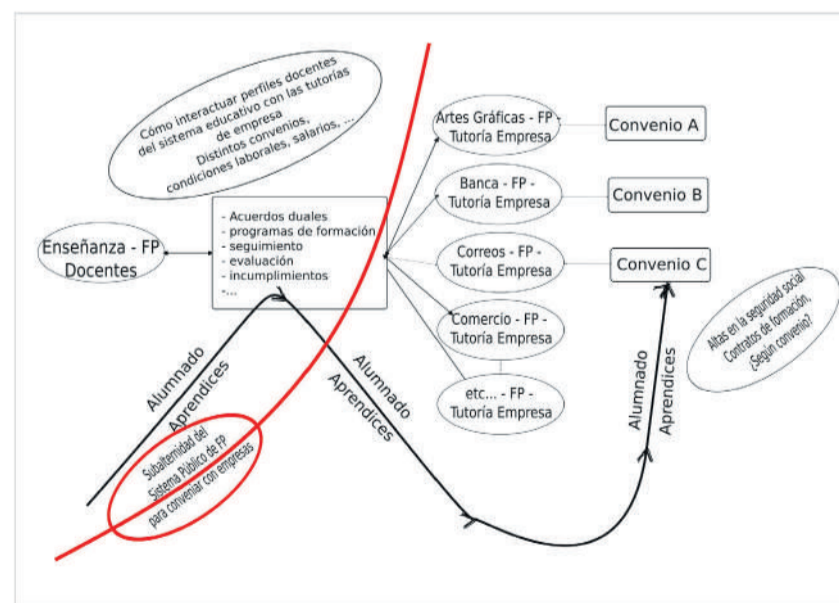 Cómo interactuar perfiles docentes
del sistema educativo con las tutorías
de empresa
Distintos convenios,
condiciones laborales, salarios, ...
Enseñanza - FP
Docentes
- Acuerdos duales
- programas de formación
- seguimiento
- evaluación
- incumplimientos
-...
Artes Gráficas - FP -
Tutoría Empresa
Convenio A
Banca - FP -
Tutoría Empresa
Convenio B
Correos - FP -
Tutoría Empresa
Convenio C
Comercio - FP -
Tutoría Empresa
etc... - FP -
Tutoría Empresa
Altas en la seguridad social
Contratos de formación,
¿Según convenio?
Alumnado
Aprendices
Alumnado
Aprendices
Alumnado
Aprendices
Subalternidad del
Sistema Público de FP
para conveniar con empresas